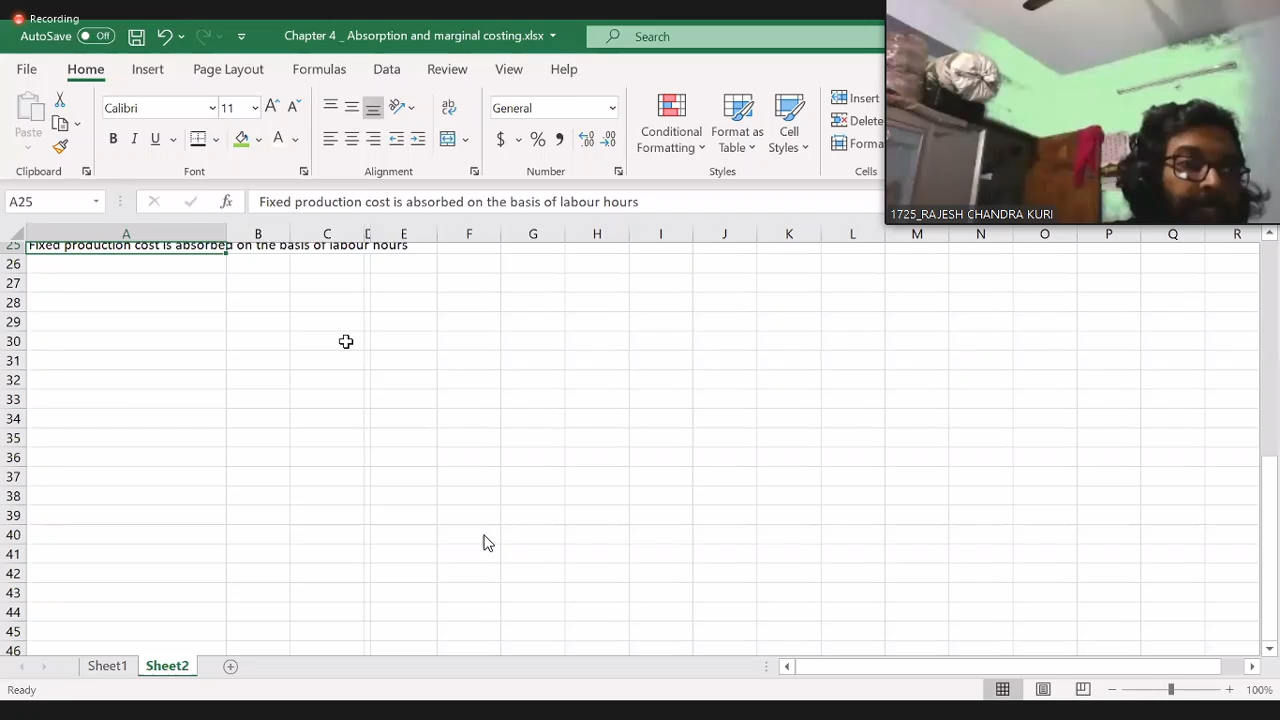 Recording
AutoSave Off Chapter 4 _ Absorption and marginal costing.xlsx Search
File Home Insert Page Layout Formulas Data Review View Help
Calibri 11 General Insert
Paste B I U A $ % Conditional Formatting Format as Table Cell Styles Delete
Forma
Clipboard Font Alignment Number Styles Cells
1725_RAJESH CHANDRA KURI
A25 fx Fixed production cost is absorbed on the basis of labour hours
A B C D E F G H I J K L M N O P Q R
25 Fixed production cost is absorbed on the basis of labour hours
26
27
28
29
30
31
32
33
34
35
36
37
38
39
40
41
42
43
44
45
46
Sheet1 Sheet2
Ready 100%